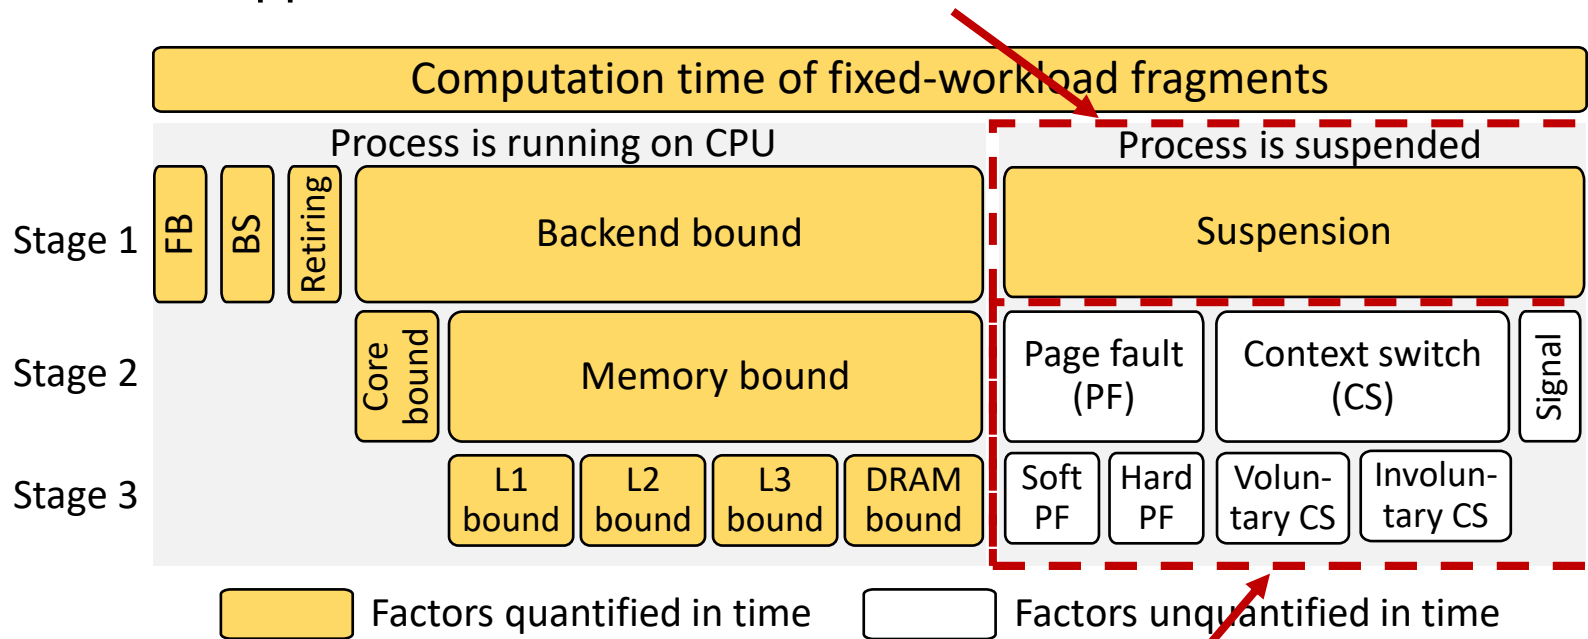 Computation time of fixed-workload fragments
Process is running on CPU
Process is suspended
Stage 1
FB
BS
Retiring
Backend bound
Suspension
Stage 2
Core
bound
Memory bound
Page fault
(PF)
Context switch
(CS)
Signal
Stage 3
L1
bound
L2
bound
L3
bound
DRAM
bound
Soft
PF
Hard
PF
Volun-
tary CS
Involun-
tary CS
Factors quantified in time
Factors unquantified in time